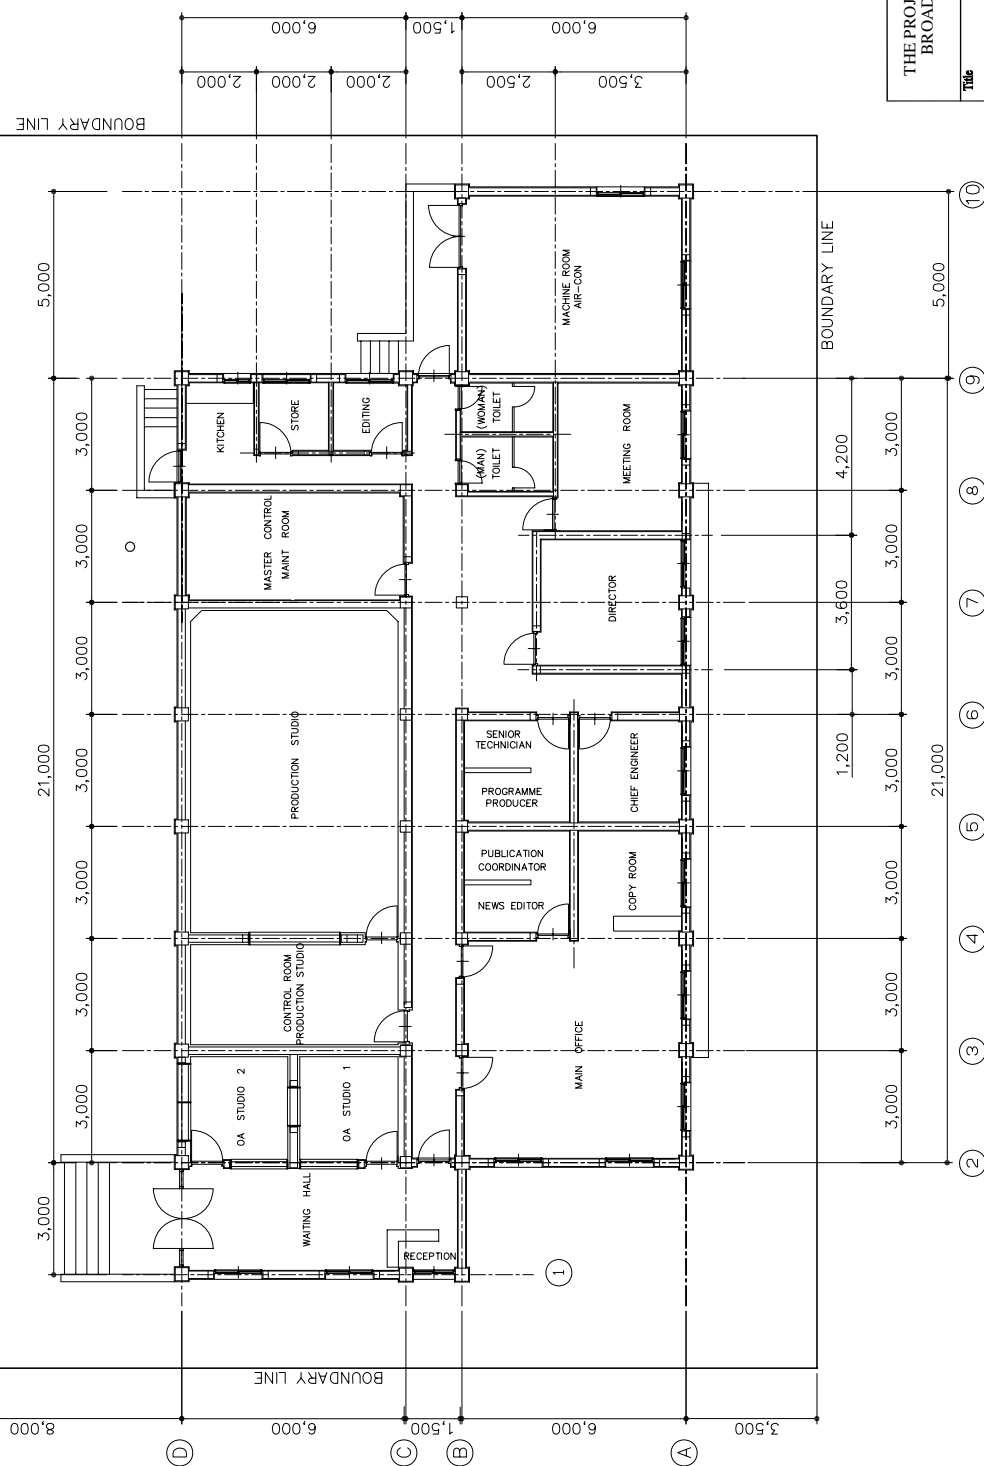 6,000
1,500
6,000
2,000
2,000
2,000
2,500
3,500
THE PROJ
BROAD
Title
BOUNDARY LINE
BOUNDARY LINE
BOUNDARY LINE
5,000
21,000
3,000
3,000
3,000
3,000
3,000
3,000
3,000
3,000
KITCHEN
STORE
EDITING
(WOMAN)
TOILET
(MAN)
TOILET
MACHINE ROOM
AIR-CON
MEETING ROOM
MASTER CONTROL
MAINT ROOM
DIRECTOR
PRODUCTION STUDIO
SENIOR
TECHNICIAN
PROGRAMME
PRODUCER
CHIEF ENGINEER
PUBLICATION
COORDINATOR
NEWS EDITOR
COPY ROOM
CONTROL ROOM
PRODUCTION STUDIO
MAIN OFFICE
OA STUDIO 2
OA STUDIO 1
WAITING HALL
RECEPTION
4,200
3,600
1,200
3,000
3,000
3,000
3,000
3,000
3,000
3,000
5,000
21,000
10
9
8
7
6
5
4
3
2
1
8,000
6,000
1,500
6,000
3,500
D
C
B
A